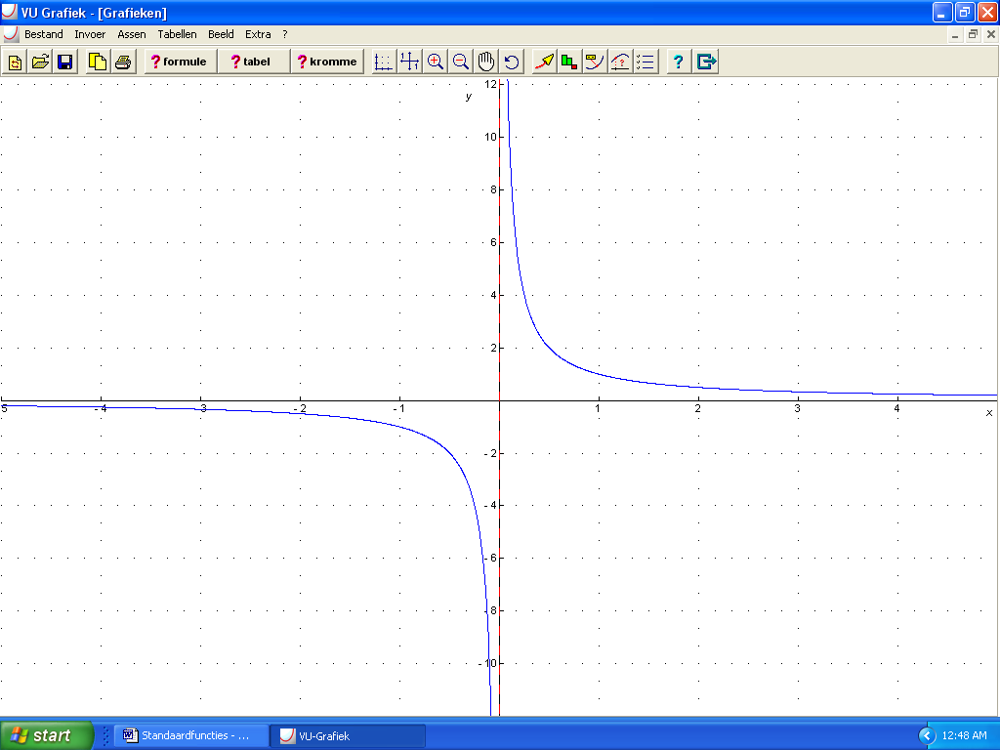 VU Grafiek - [Grafieken]
Bestand Invoer Assen Tabellen Beeld Extra ?
? formule ? tabel ? kromme ?
12
y
10
8
6
4
2
5 -4 -3 -2 -1 1 2 3 4
x
-2
-4
-6
-8
-10
start Standaardfuncties - ... VU-Grafiek 12:48 AM